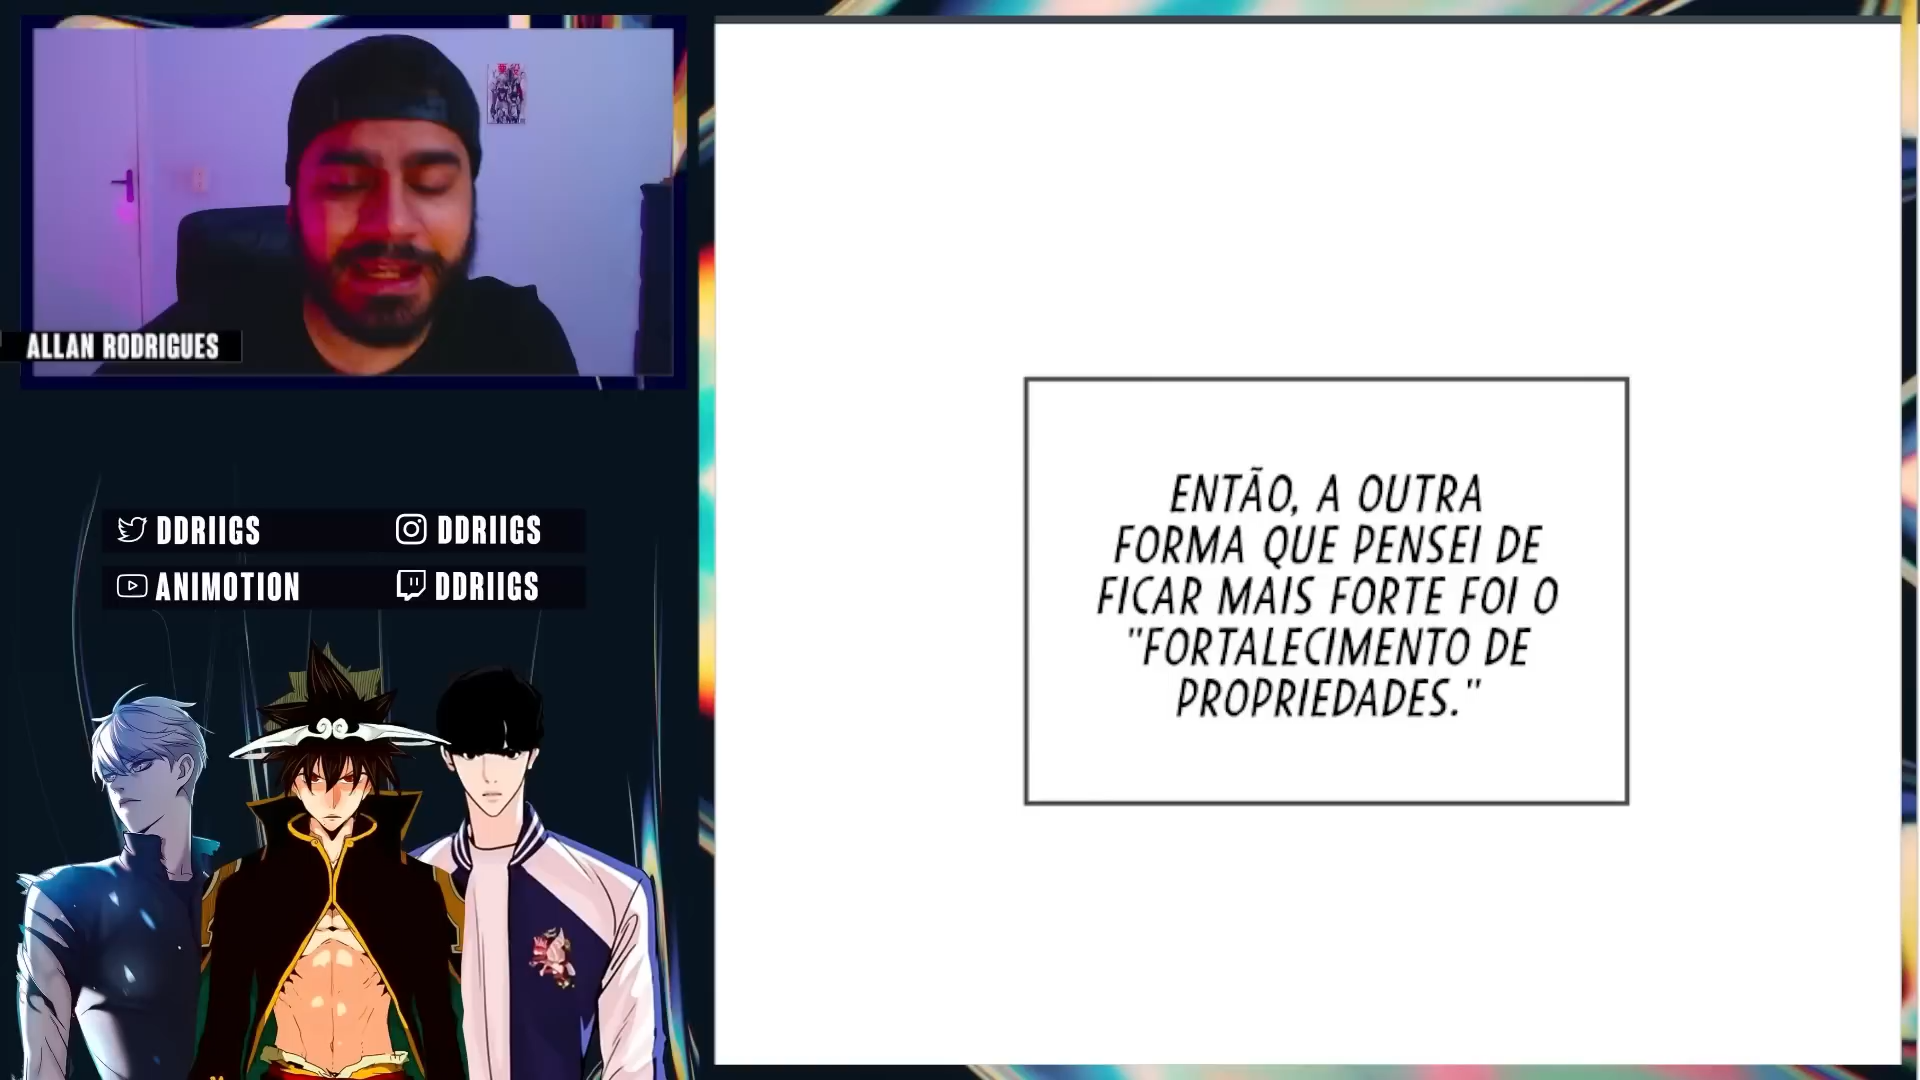 ALLAN RODRIGUES
DDRIIGS
DDRIIGS
ANIMOTION
DDRIIGS
ENTÃO, A OUTRA
FORMA QUE PENSEI DE
FICAR MAIS FORTE FOI O
"FORTALECIMENTO DE
PROPRIEDADES."